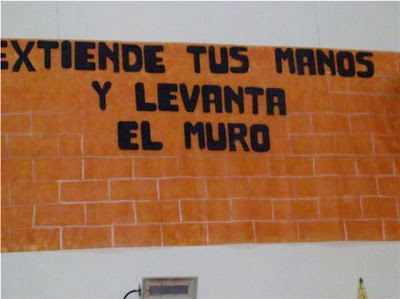 EXTIENDE TUS MANOS
Y LEVANTA
EL MURO